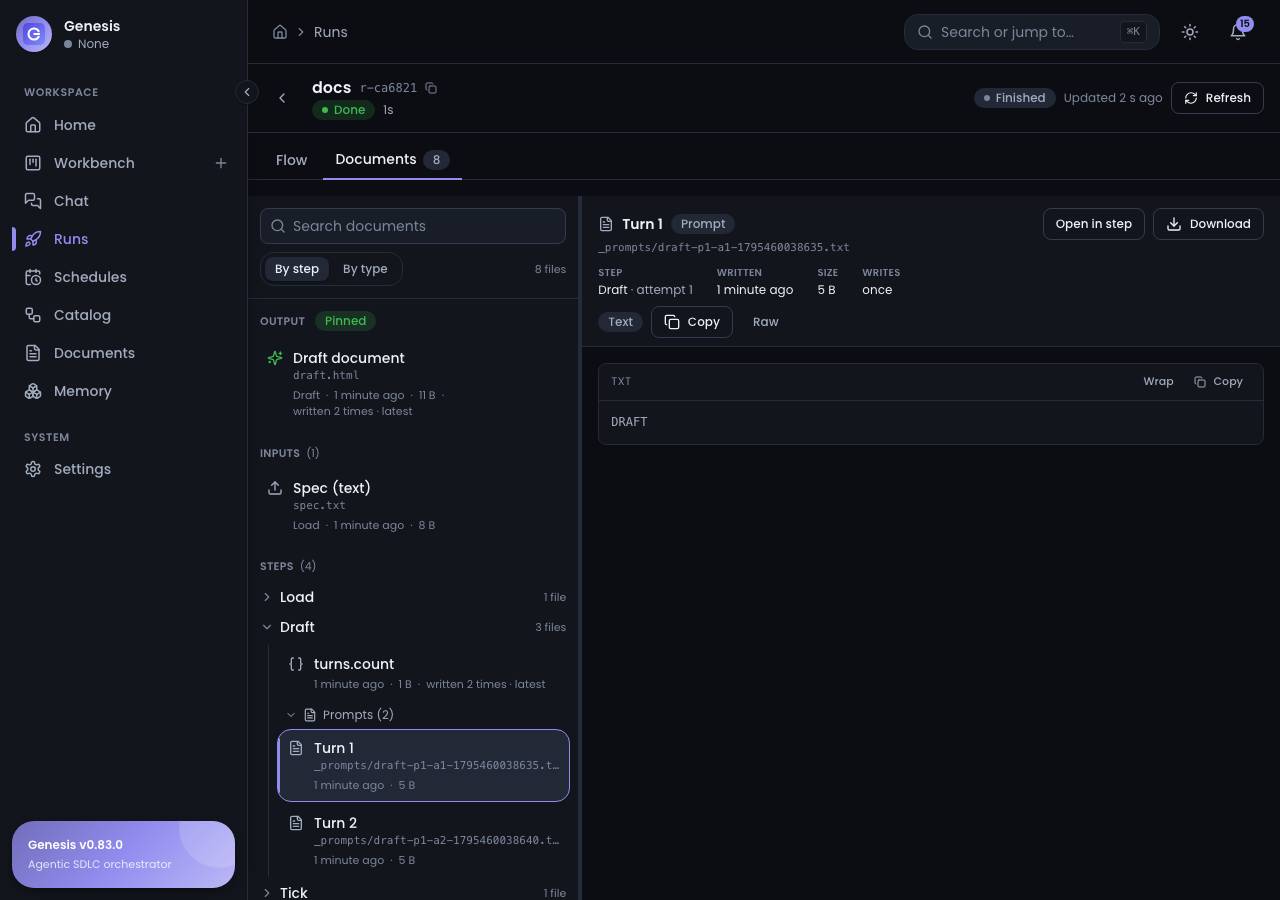 Genesis
None
WORKSPACE
Home
Workbench
Chat
Runs
Schedules
Catalog
Documents
Memory
SYSTEM
Settings
Genesis v0.83.0
Agentic SDLC orchestrator
Runs
Search or jump to...
⌘K
15
docs r-ca6821
Done 1s
Finished Updated 2 s ago Refresh
Flow Documents 8
Search documents
By step By type 8 files
OUTPUT Pinned
Draft document
draft.html
Draft · 1 minute ago · 11 B ·
written 2 times · latest
INPUTS (1)
Spec (text)
spec.txt
Load · 1 minute ago · 8 B
STEPS (4)
Load 1 file
Draft 3 files
{} turns.count
1 minute ago · 1 B · written 2 times · latest
Prompts (2)
Turn 1
_prompts/draft-p1-a1-1795460038635.t…
1 minute ago · 5 B
Turn 2
_prompts/draft-p1-a2-1795460038640.t…
1 minute ago · 5 B
Tick 1 file
Turn 1 Prompt Open in step Download
_prompts/draft-p1-a1-1795460038635.txt
STEP WRITTEN SIZE WRITES
Draft · attempt 1 1 minute ago 5 B once
Text Copy Raw
TXT Wrap Copy
DRAFT